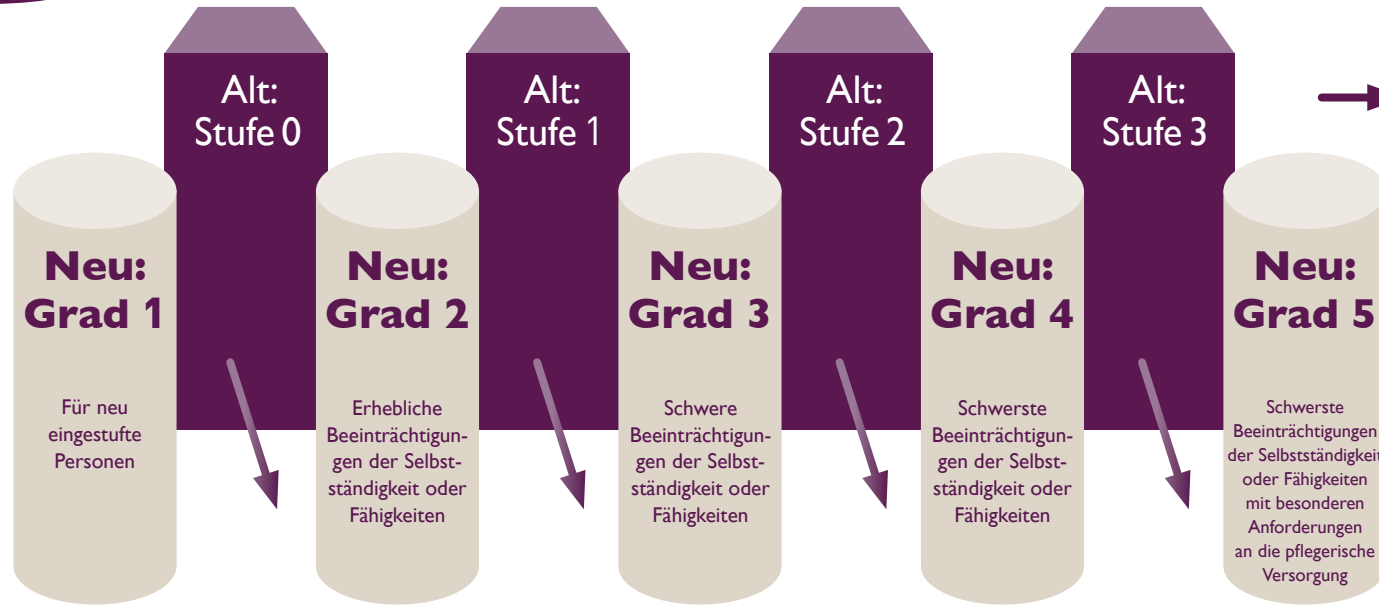 Alt:
Stufe 0
Alt:
Stufe 1
Alt:
Stufe 2
Alt:
Stufe 3
Neu:
Grad 1
Für neu
eingestufte
Personen
Neu:
Grad 2
Erhebliche
Beeinträchtigun-
gen der Selbst-
ständigkeit oder
Fähigkeiten
Neu:
Grad 3
Schwere
Beeinträchtigun-
gen der Selbst-
ständigkeit oder
Fähigkeiten
Neu:
Grad 4
Schwerste
Beeinträchtigun-
gen der Selbst-
ständigkeit oder
Fähigkeiten
Neu:
Grad 5
Schwerste
Beeinträchtigungen
der Selbstständigkeit
oder Fähigkeiten
mit besonderen
Anforderungen
an die pflegerische
Versorgung